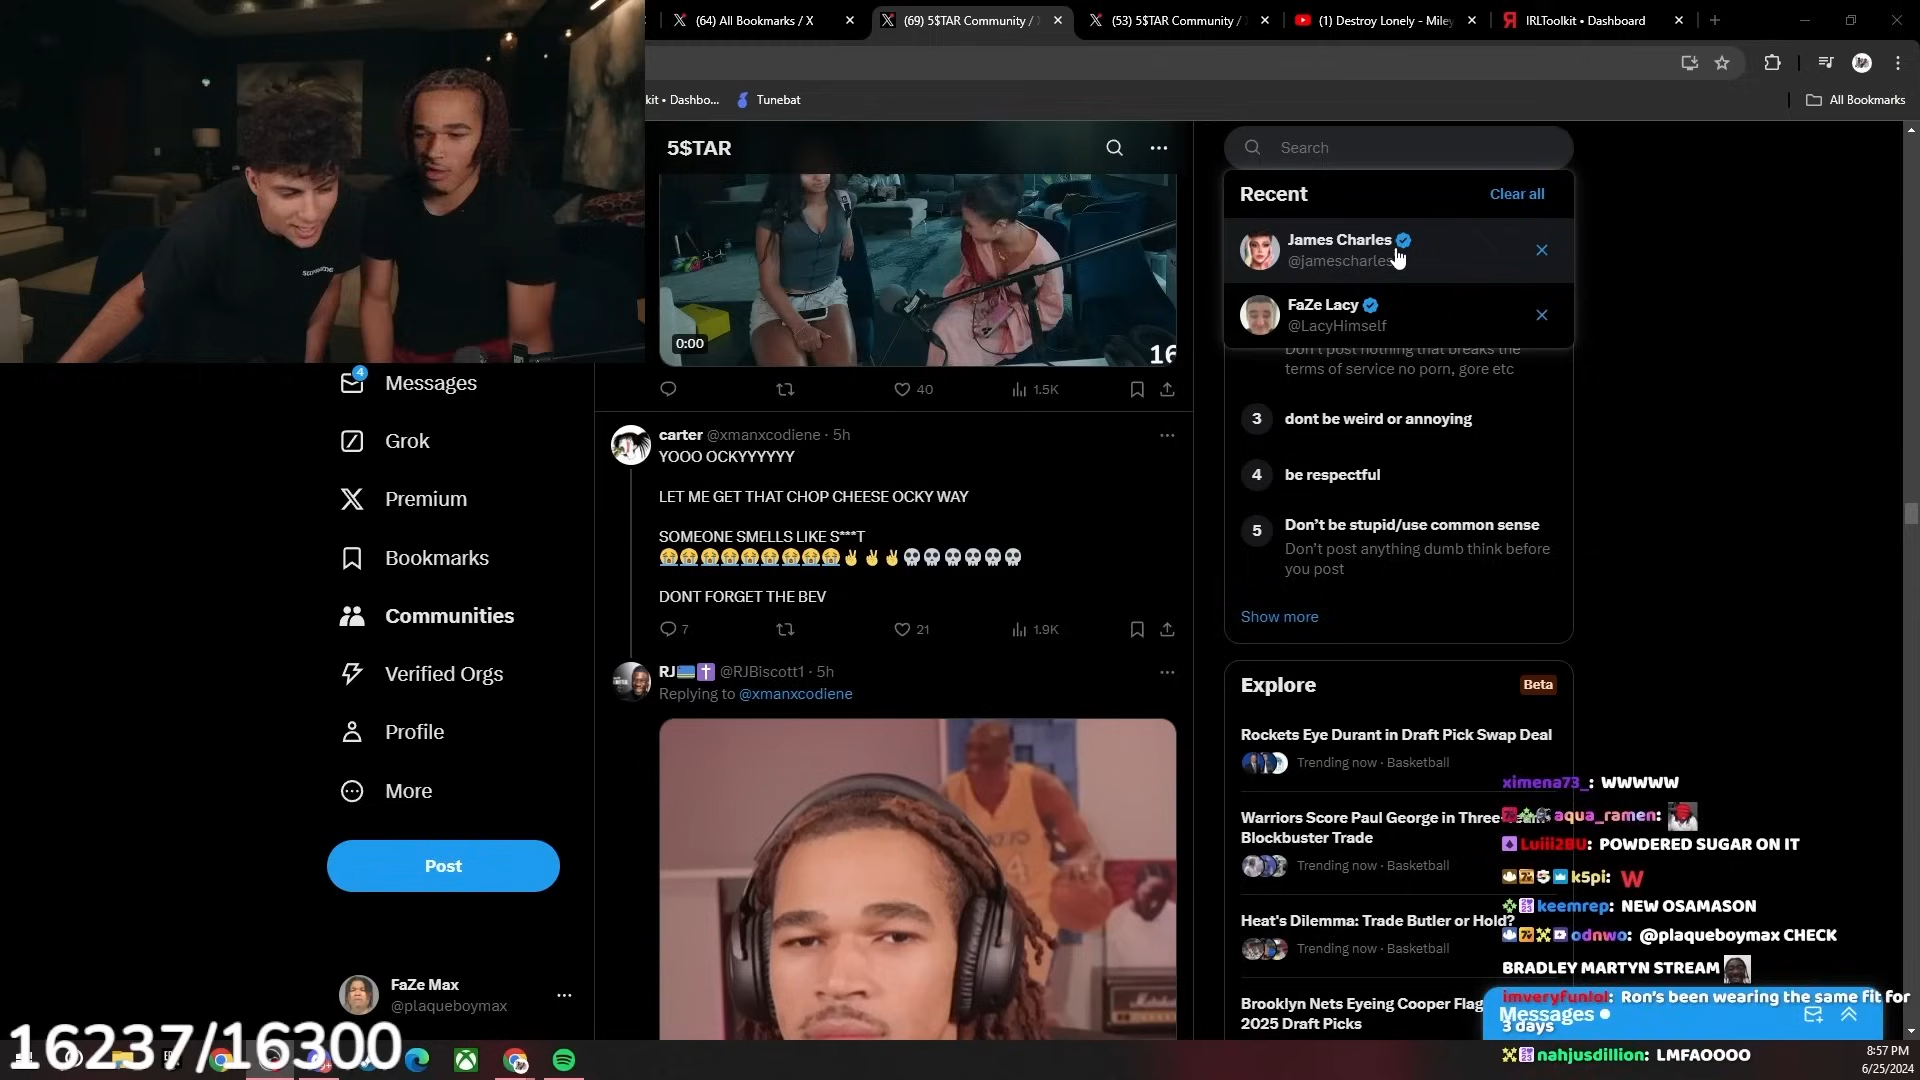 (64) All Bookmarks / X
(69) 5$TAR Community /
(53) 5$TAR Community /
(1) Destroy Lonely - Miley
IRLToolkit • Dashboard
kit • Dashbo...
Tunebat
All Bookmarks
5$TAR
Search
Recent
Clear all
James Charles
@jamescharles
FaZe Lacy
@LacyHimself
Don't post nothing that breaks the
terms of service no porn, gore etc
3 dont be weird or annoying
4 be respectful
5 Don't be stupid/use common sense
Don't post anything dumb think before
you post
Show more
0:00
16
40
1.5K
4
Messages
Grok
Premium
Bookmarks
Communities
Verified Orgs
Profile
More
Post
FaZe Max
@plaqueboymax
carter @xmanxcodiene · 5h
YOOO OCKYYYYYY
LET ME GET THAT CHOP CHEESE OCKY WAY
SOMEONE SMELLS LIKE S***T
😭😭😭😭😭😭😭😭😭✌✌✌💀💀💀💀💀💀
DONT FORGET THE BEV
7
21
1.9K
RJ @RJBiscott1 · 5h
Replying to @xmanxcodiene
Explore
Beta
Rockets Eye Durant in Draft Pick Swap Deal
Trending now · Basketball
Warriors Score Paul George in Three-
Blockbuster Trade
Trending now · Basketball
Heat's Dilemma: Trade Butler or Hold?
Trending now · Basketball
Brooklyn Nets Eyeing Cooper Flag
2025 Draft Picks
ximena73_: WWWWW
aqua_ramen:
Luiii2BU: POWDERED SUGAR ON IT
k5pi: W
keemrep: NEW OSAMASON
odnwo: @plaqueboymax CHECK
BRADLEY MARTYN STREAM
imveryfunlol: Ron's been wearing the same fit for
3 days
nahjusdillion: LMFAOOOO
Messages
16237/16300
8:57 PM
6/25/2024